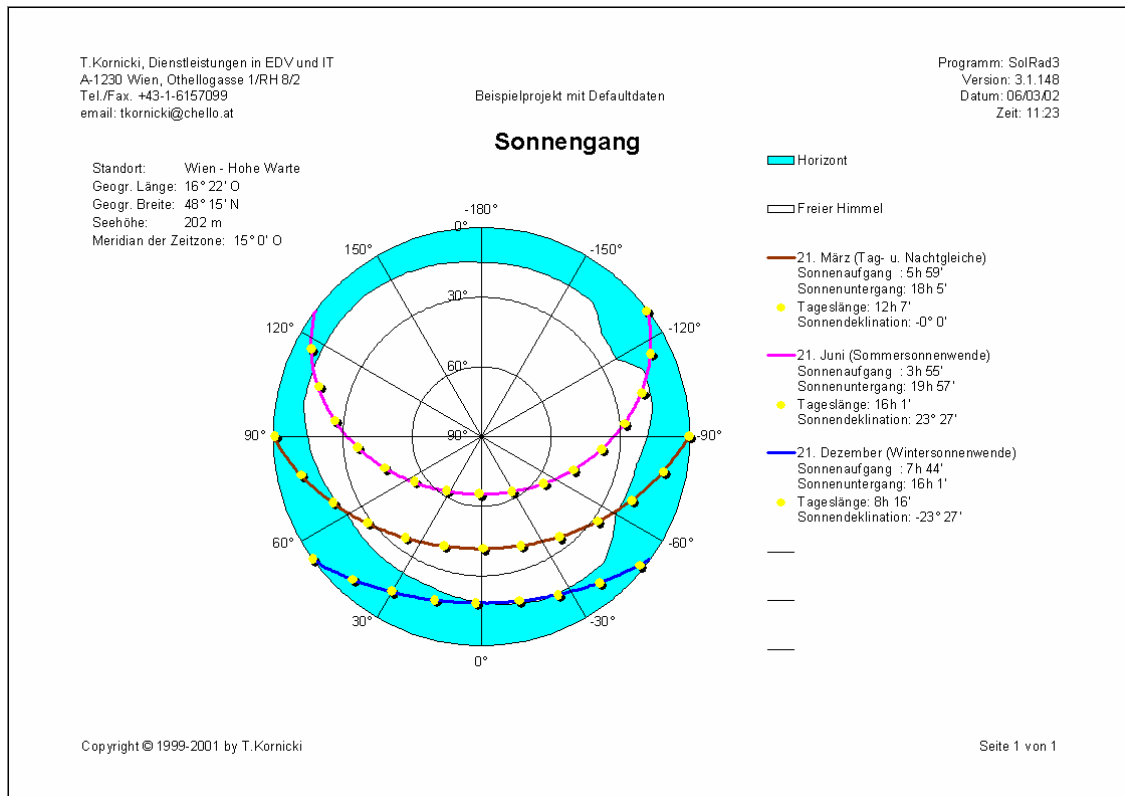 T.Kornicki, Dienstleistungen in EDV und IT
A-1230 Wien, Othellogasse 1/RH 8/2
Tel./Fax. +43-1-6157099
email: tkornicki@chello.at
Beispielprojekt mit Defaultdaten
Programm: SolRad3
Version: 3.1.148
Datum: 06/03/02
Zeit: 11:23
Sonnengang
Standort: Wien - Hohe Warte
Geogr. Länge: 16° 22' O
Geogr. Breite: 48° 15' N
Seehöhe: 202 m
Meridian der Zeitzone: 15° 0' O
-180°
0°
150°
-150°
30°
120°
-120°
60°
90°
90°
-90°
60°
-60°
30°
-30°
0°
Horizont
Freier Himmel
21. März (Tag- u. Nachtgleiche)
Sonnenaufgang : 5h 59'
Sonnenuntergang: 18h 5'
Tageslänge: 12h 7'
Sonnendeklination: -0° 0'
21. Juni (Sommersonnenwende)
Sonnenaufgang : 3h 55'
Sonnenuntergang: 19h 57'
Tageslänge: 16h 1'
Sonnendeklination: 23° 27'
21. Dezember (Wintersonnenwende)
Sonnenaufgang : 7h 44'
Sonnenuntergang: 16h 1'
Tageslänge: 8h 16'
Sonnendeklination: -23° 27'
Copyright © 1999-2001 by T.Kornicki
Seite 1 von 1